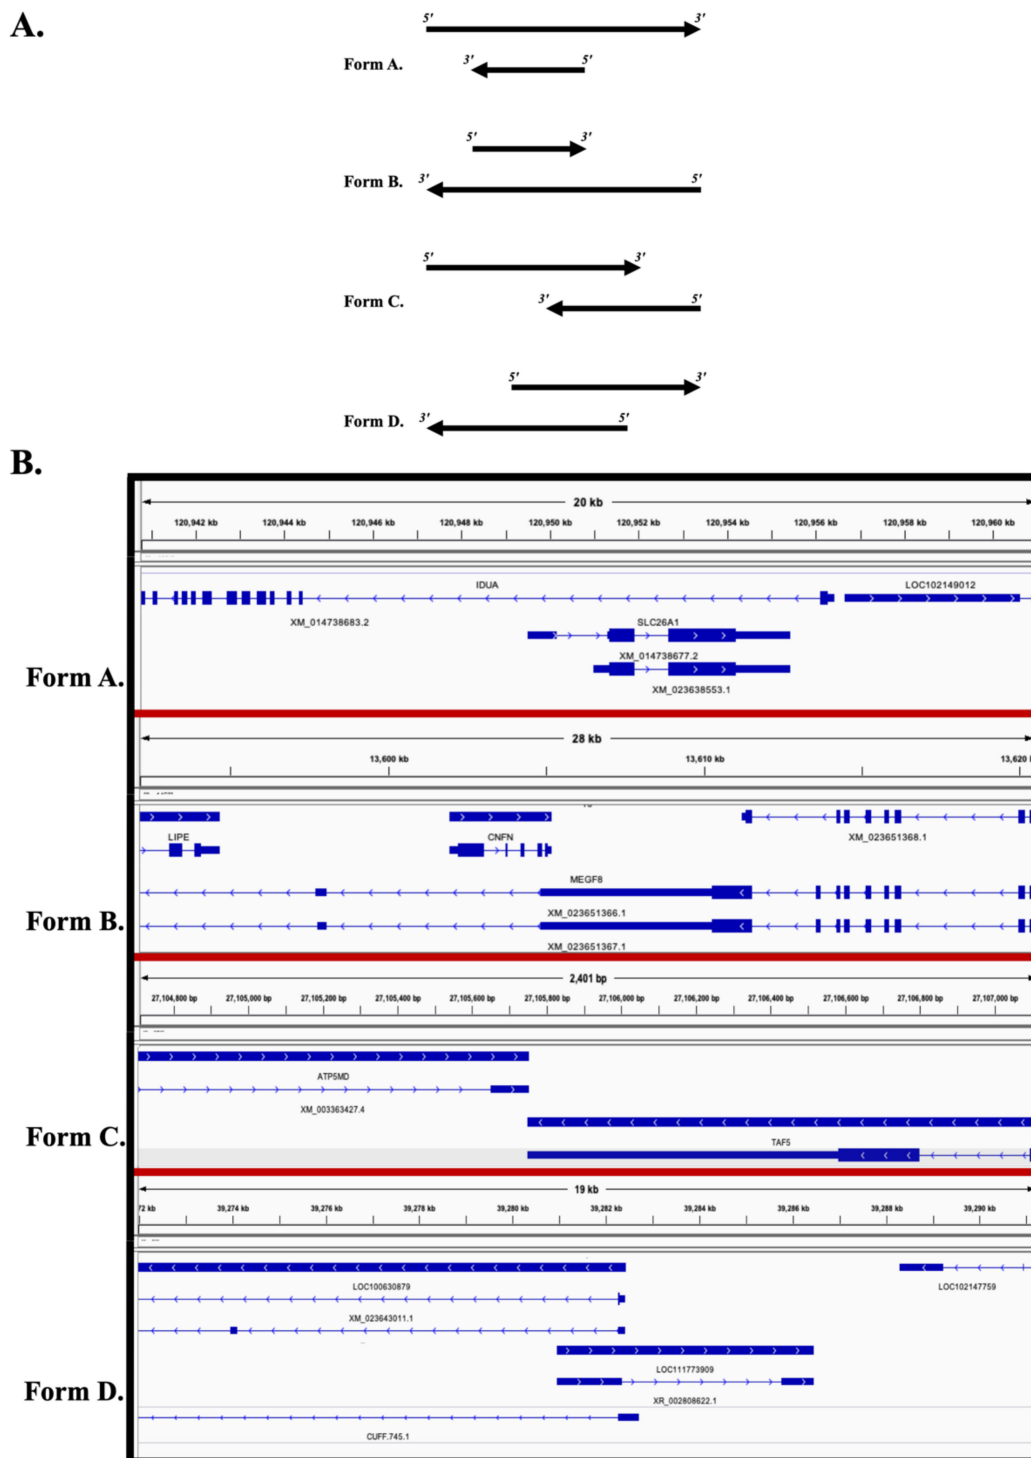 A.
5' 3'
Form A. 3' 5'
5' 3'
Form B. 3' 5'
5' 3'
Form C. 3' 5'
5' 3'
Form D. 3' 5'
B.
20 kb
120,942 kb 120,944 kb 120,946 kb 120,948 kb 120,950 kb 120,952 kb 120,954 kb 120,956 kb 120,958 kb 120,960 kb
IDUA LOC102149012
XM_014738683.2 SLC26A1
XM_014738677.2
Form A.
XM_023638553.1
28 kb
13,600 kb 13,610 kb 13,620
LIPE CNFN XM_023651368.1
MEGF8
Form B.
XM_023651366.1
XM_023651367.1
2,401 bp
27,104,800 bp 27,105,000 bp 27,105,200 bp 27,105,400 bp 27,105,600 bp 27,105,800 bp 27,106,000 bp 27,106,200 bp 27,106,400 bp 27,106,600 bp 27,106,800 bp 27,107,000 bp
ATP5MD
XM_003363427.4
Form C.
TAF5
19 kb
72 kb 39,274 kb 39,276 kb 39,278 kb 39,280 kb 39,282 kb 39,284 kb 39,286 kb 39,288 kb 39,290 kb
LOC100630879 LOC102147759
XM_023643011.1
LOC111773909
Form D.
XR_002808622.1
CUFF.745.1